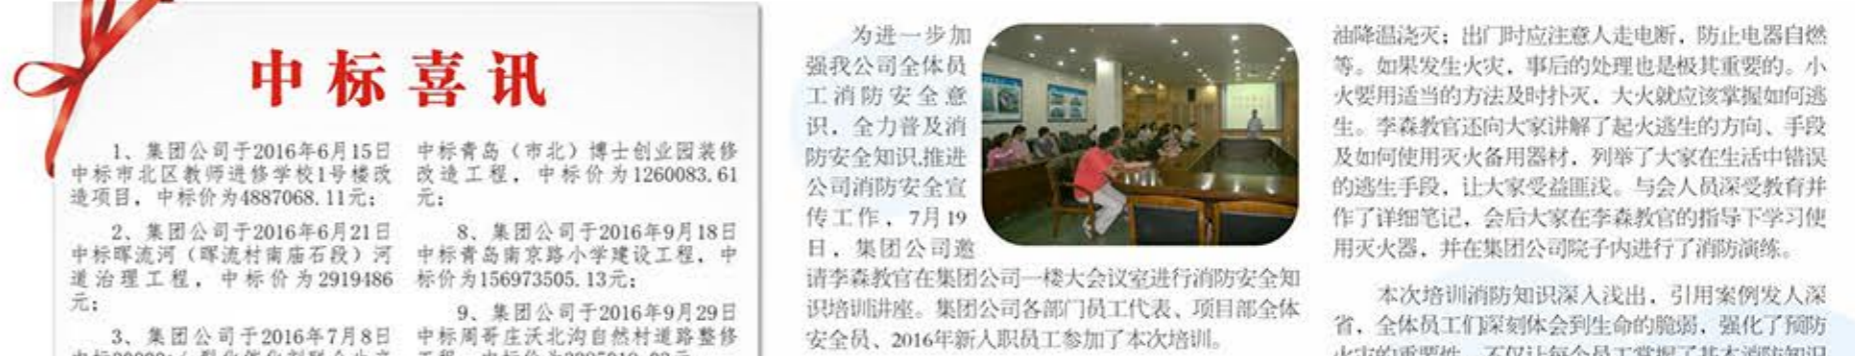 中标喜讯
1、集团公司于2016年6月15日
中标市北区教师进修学校1号楼改
造项目，中标价为4887068.11元；
2、集团公司于2016年6月21日
中标晖流河（晖流村南庙石段）河
道治理工程，中标价为2919486
元；
3、集团公司于2016年7月8日
中标青岛（市北）博士创业园装修
改造工程，中标价为1260083.61
元；
8、集团公司于2016年9月18日
中标青岛南京路小学建设工程，中
标价为156973505.13元；
9、集团公司于2016年9月29日
中标周哥庄沃北沟自然村道路整修
为进一步加
强我公司全体员
工消防安全意
识，全力普及消
防安全知识,推进
公司消防安全宣
传工作，7月19
日，集团公司邀
请李森教官在集团公司一楼大会议室进行消防安全知
识培训讲座。集团公司各部门员工代表、项目部全体
安全员、2016年新入职员工参加了本次培训。
油降温浇灭；出门时应注意人走电断，防止电器自燃
等。如果发生火灾，事后的处理也是极其重要的。小
火要用适当的方法及时扑灭，大火就应该掌握如何逃
生。李森教官还向大家讲解了起火逃生的方向、手段
及如何使用灭火备用器材，列举了大家在生活中错误
的逃生手段，让大家受益匪浅。与会人员深受教育并
作了详细笔记，会后大家在李森教官的指导下学习使
用灭火器，并在集团公司院子内进行了消防演练。
本次培训消防知识深入浅出，引用案例发人深
省，全体员工们深刻体会到生命的脆弱，强化了预防
火灾的重要性，不仅让每个员工掌握了基本消防知识